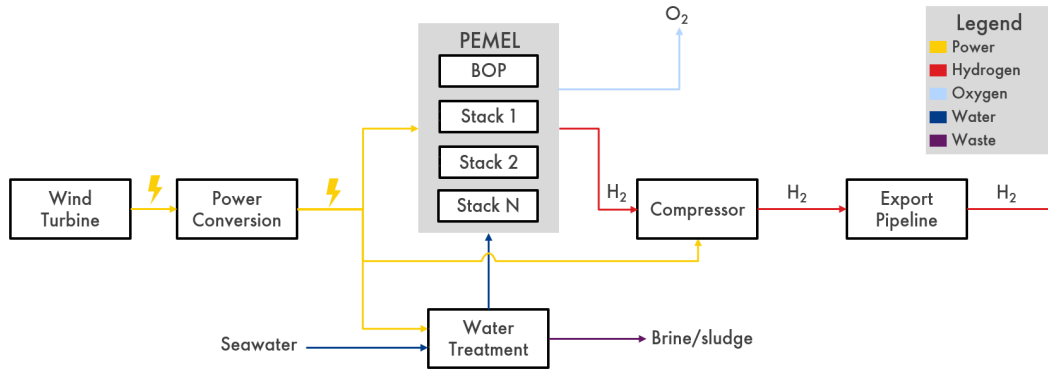 O₂
Legend
Power
Hydrogen
Oxygen
Water
Waste
PEMEL
BOP
Stack 1
Stack 2
Stack N
Wind
Turbine
Power
Conversion
H₂
Compressor
H₂
Export
Pipeline
H₂
Seawater
Water
Treatment
Brine/sludge